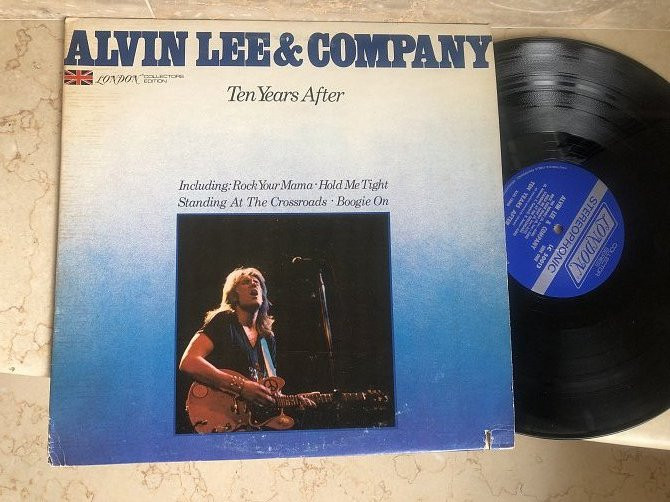 ALVIN LEE & COMPANY
LONDON COLLECTORS EDITION
Ten Years After
Including: Rock Your Mama · Hold Me Tight
Standing At The Crossroads · Boogie On
LONDON
STEREOPHONIC
ALVIN LEE & COMPANY
TEN YEARS AFTER